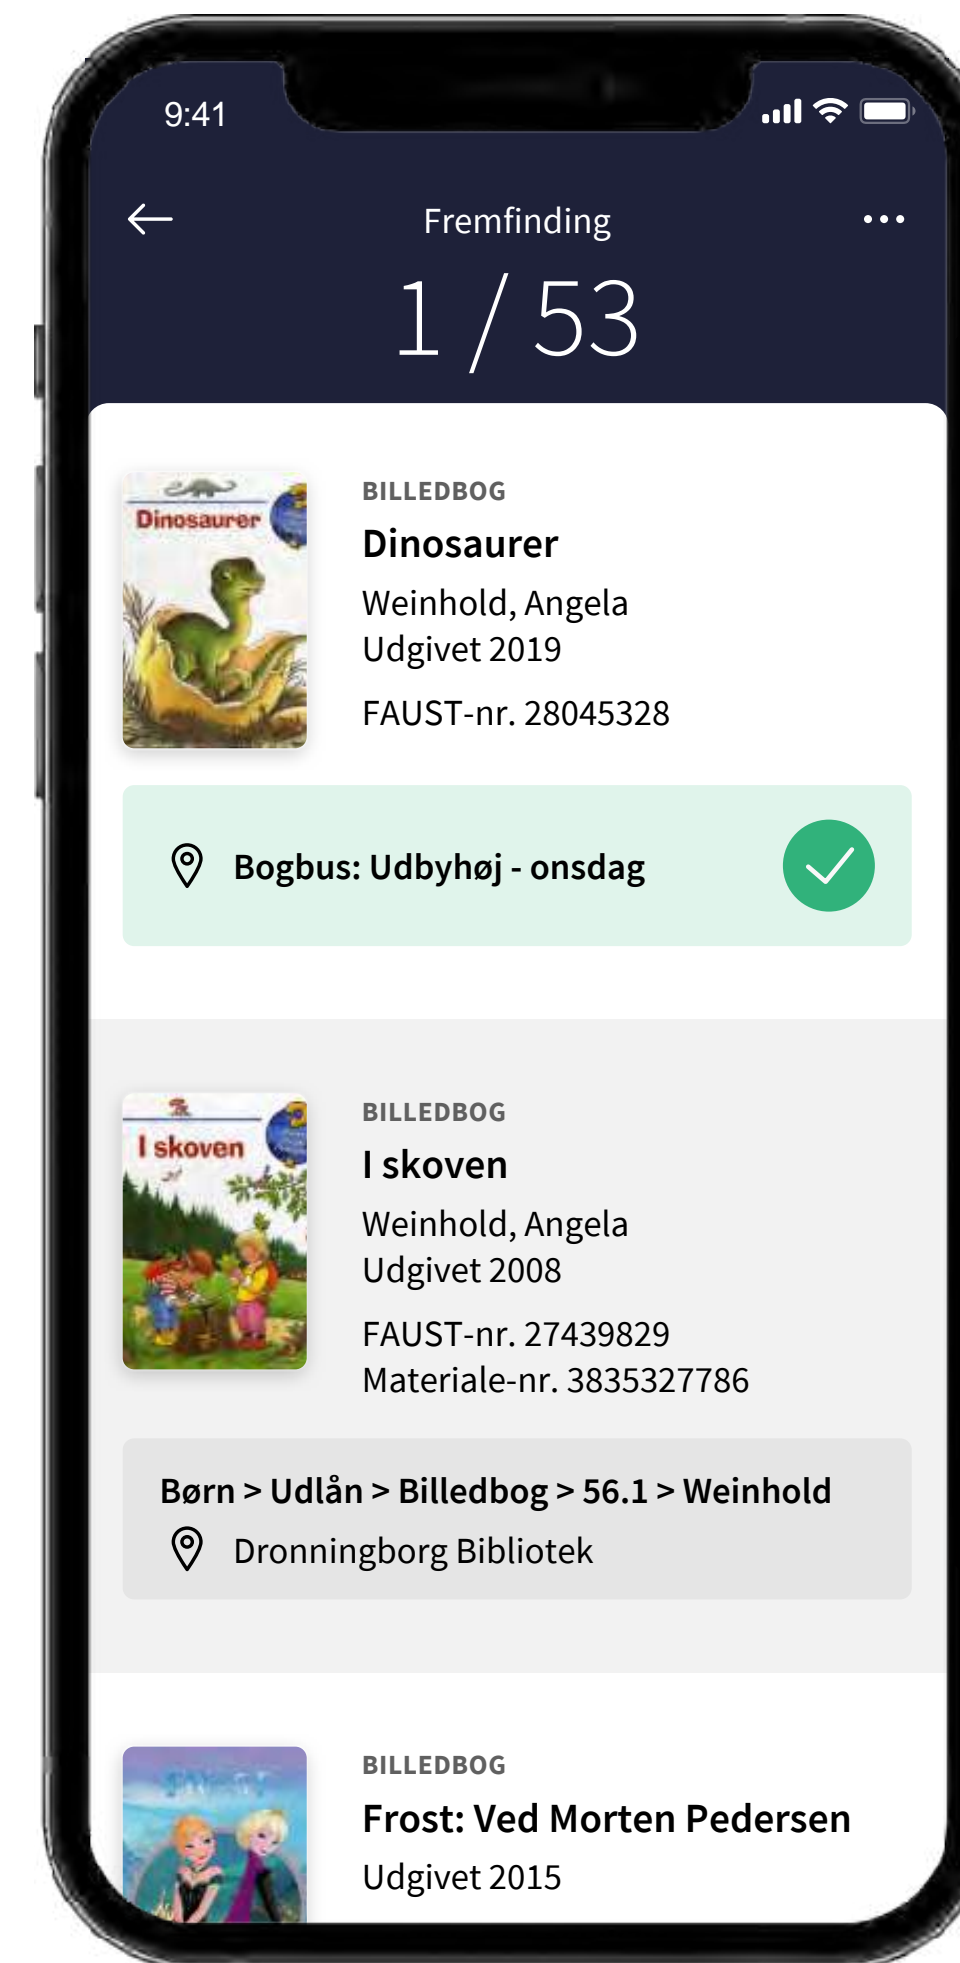 9:41
Fremfinding
1 / 53
Dinosaurer
BILLEDBOG
Dinosaurer
Weinhold, Angela
Udgivet 2019
FAUST-nr. 28045328
Bogbus: Udbyhøj - onsdag
I skoven
BILLEDBOG
I skoven
Weinhold, Angela
Udgivet 2008
FAUST-nr. 27439829
Materiale-nr. 3835327786
Børn > Udlån > Billedbog > 56.1 > Weinhold
Dronningborg Bibliotek
BILLEDBOG
Frost: Ved Morten Pedersen
Udgivet 2015